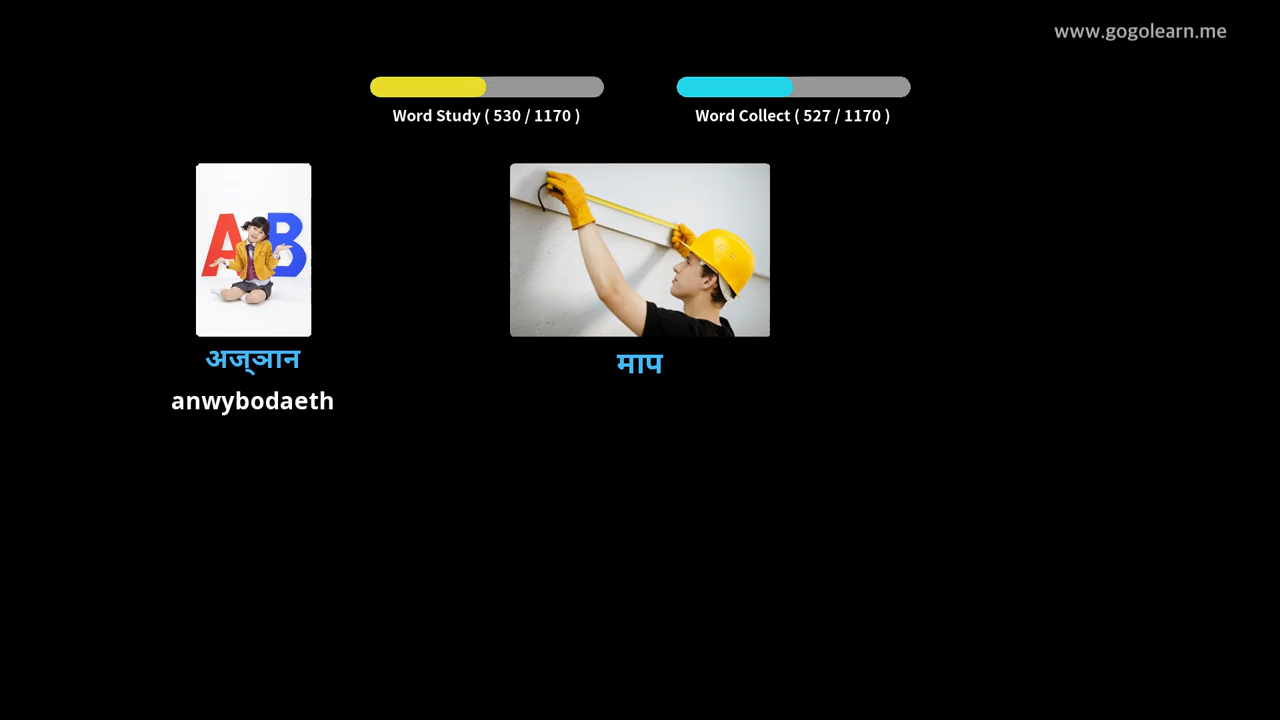 www.gogolearn.me
Word Study ( 530 / 1170 )
Word Collect ( 527 / 1170 )
A B
अज्ञान
माप
anwybodaeth